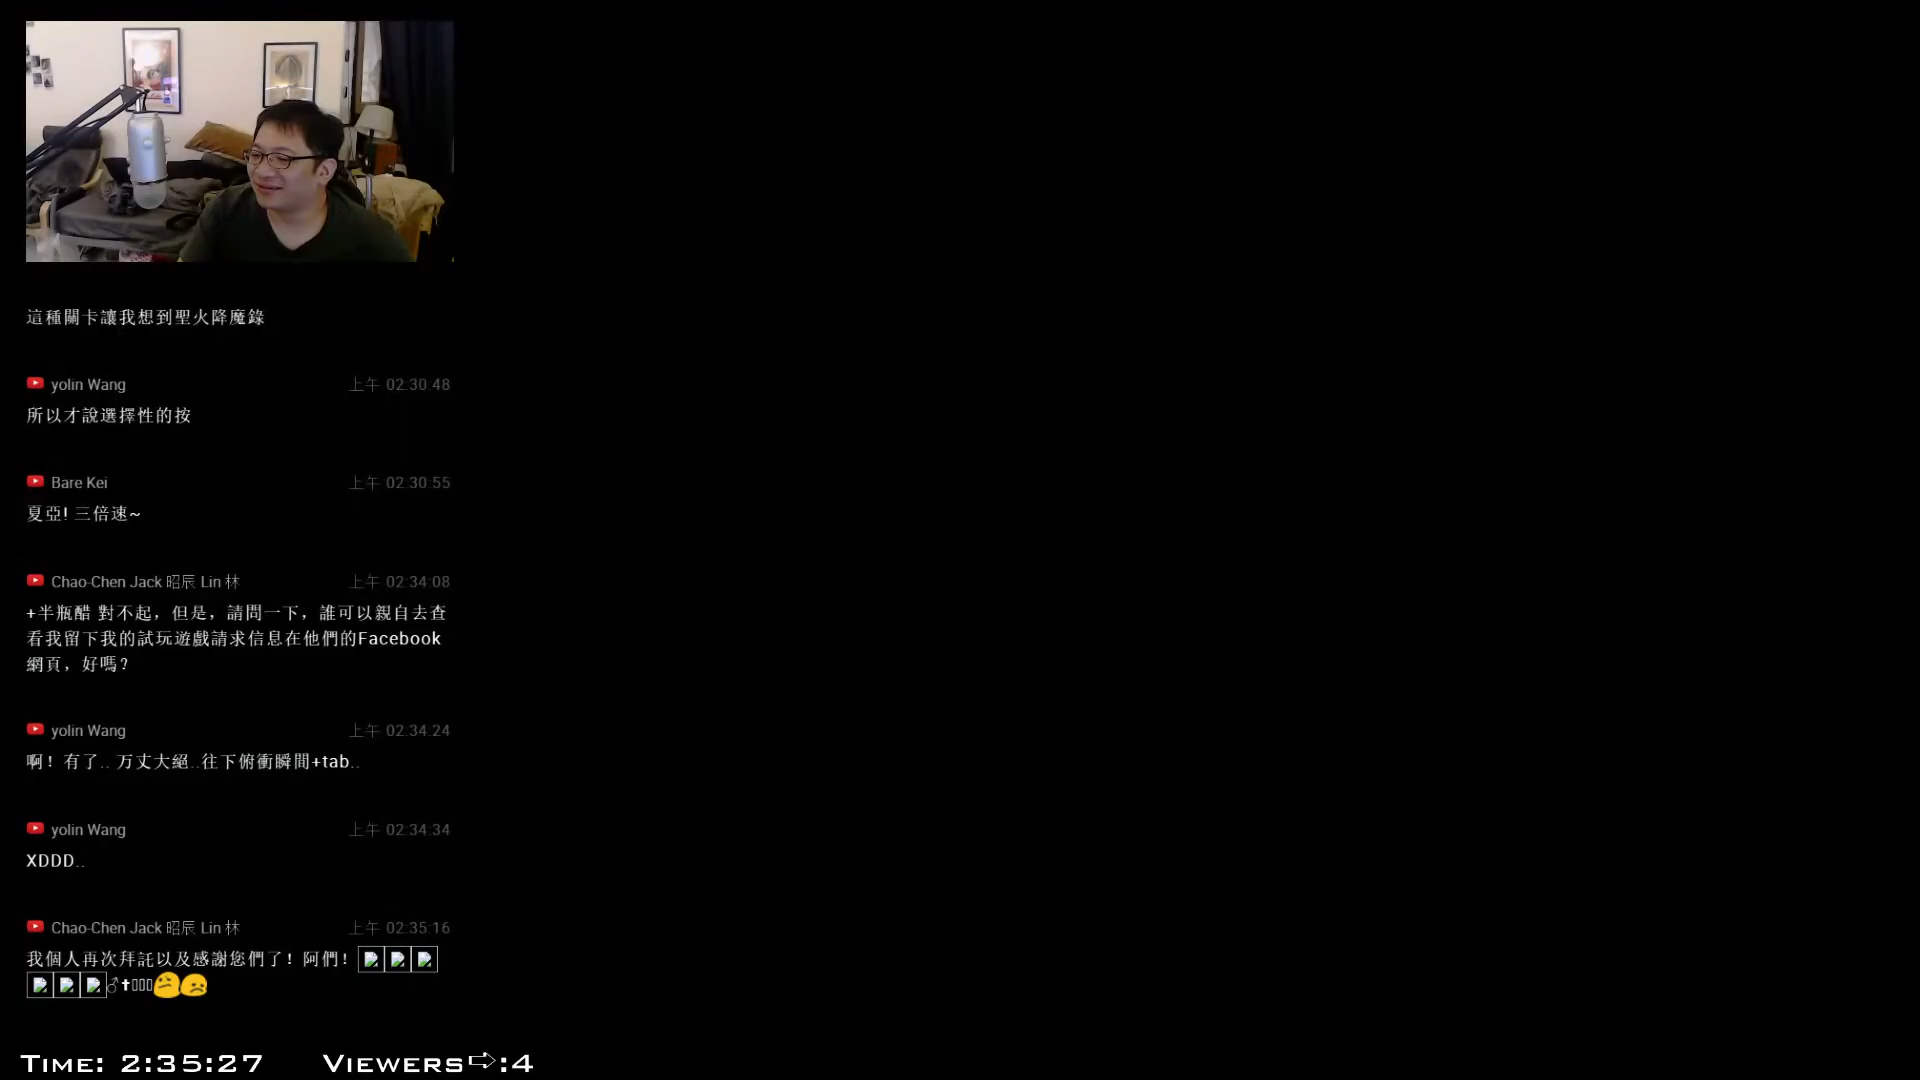 這種關卡讓我想到聖火降魔錄
yolin Wang 上午 02:30:48
所以才說選擇性的按
Bare Kei 上午 02:30:55
夏亞! 三倍速~
Chao-Chen Jack 昭辰 Lin 林 上午 02:34:08
+半瓶醋 對不起，但是，請問一下，誰可以親自去查
看我留下我的試玩遊戲請求信息在他們的Facebook
網頁，好嗎？
yolin Wang 上午 02:34:24
啊！有了.. 万丈大絕..往下俯衝瞬間+tab..
yolin Wang 上午 02:34:34
XDDD..
Chao-Chen Jack 昭辰 Lin 林 上午 02:35:16
我個人再次拜託以及感謝您們了！阿們！
♂✝🤔😞
Time: 2:35:27 Viewers➪:4